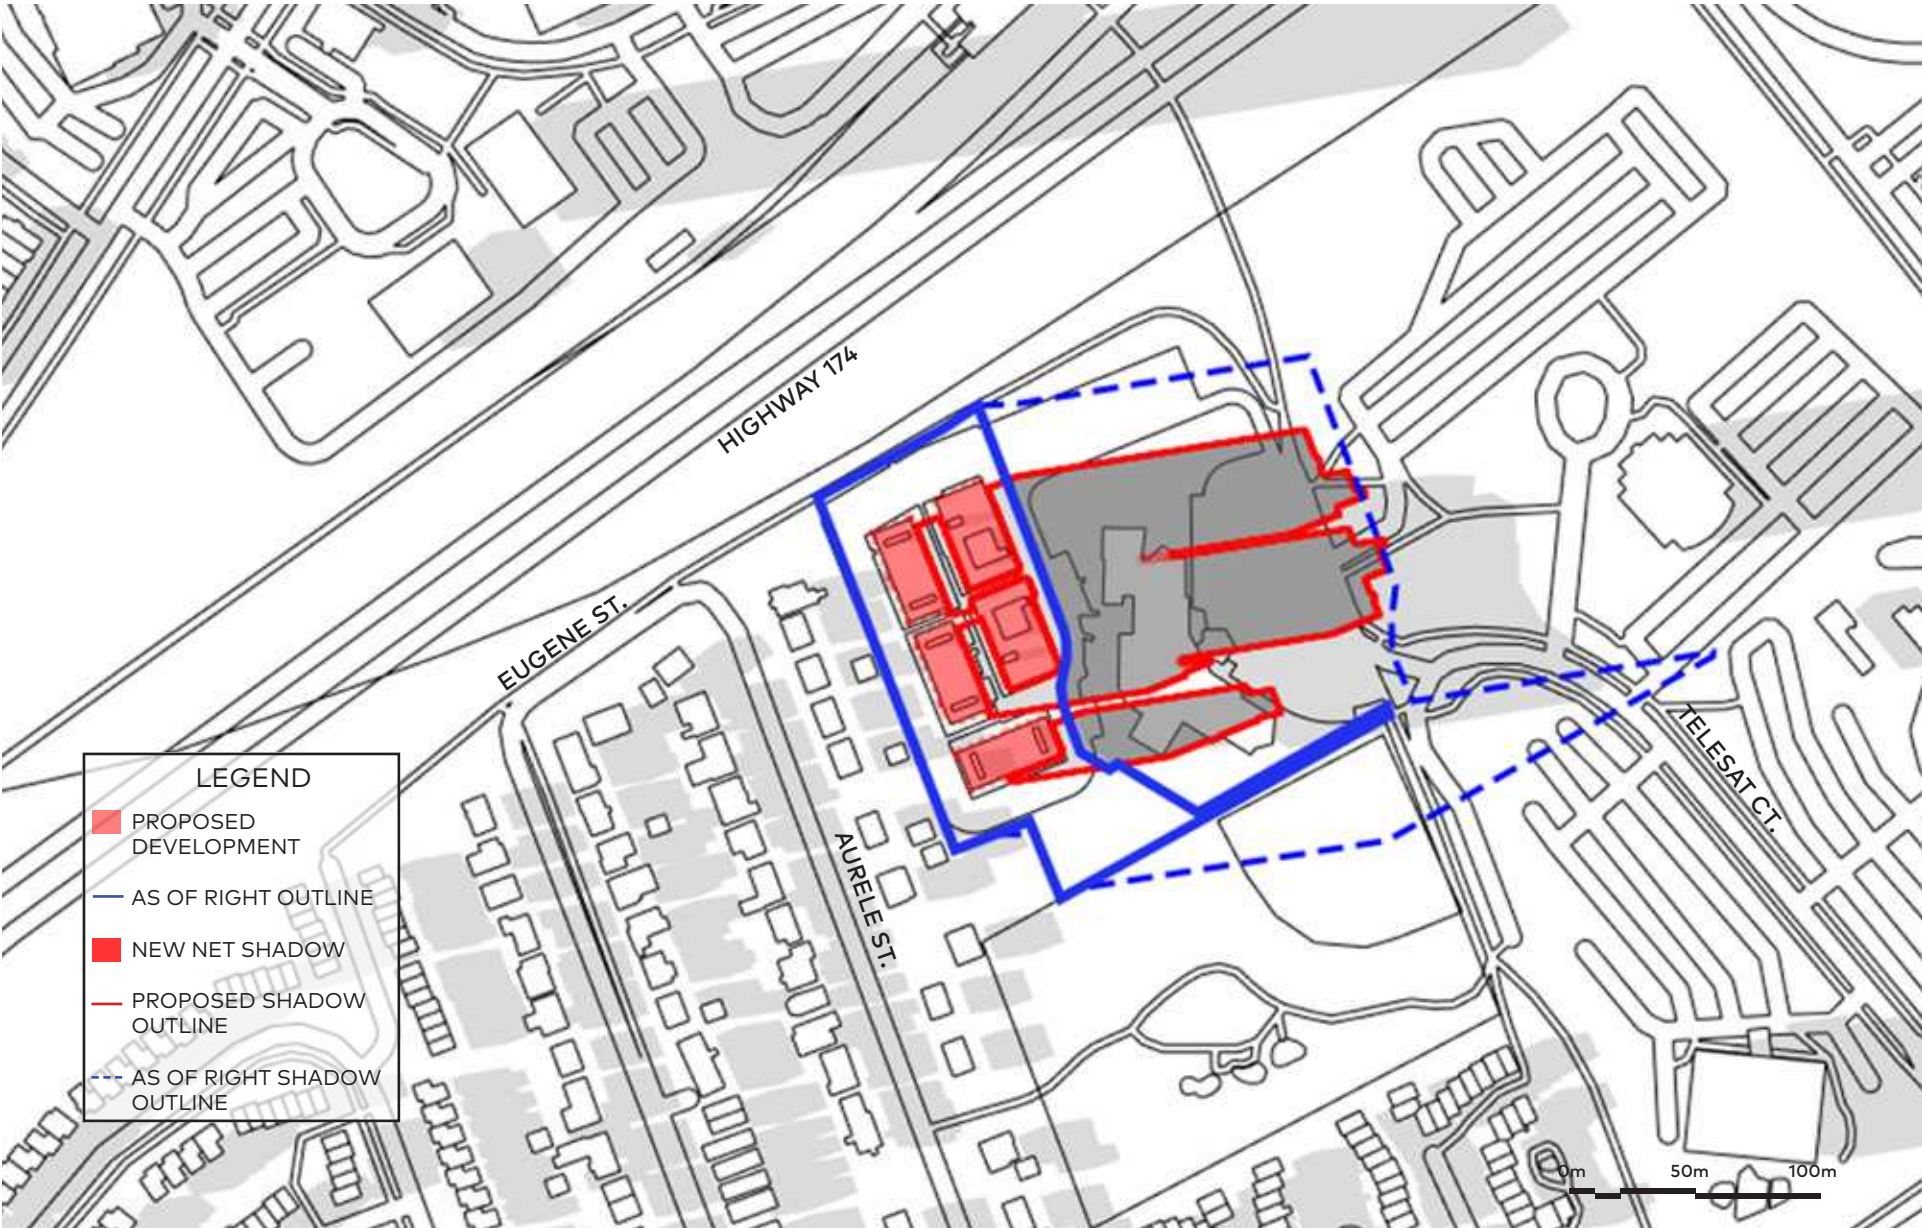 HIGHWAY 174
EUGENE ST.
AURELE ST.
TELESAT CT.
LEGEND
PROPOSED
DEVELOPMENT
AS OF RIGHT OUTLINE
NEW NET SHADOW
PROPOSED SHADOW
OUTLINE
AS OF RIGHT SHADOW
OUTLINE
0m 50m 100m